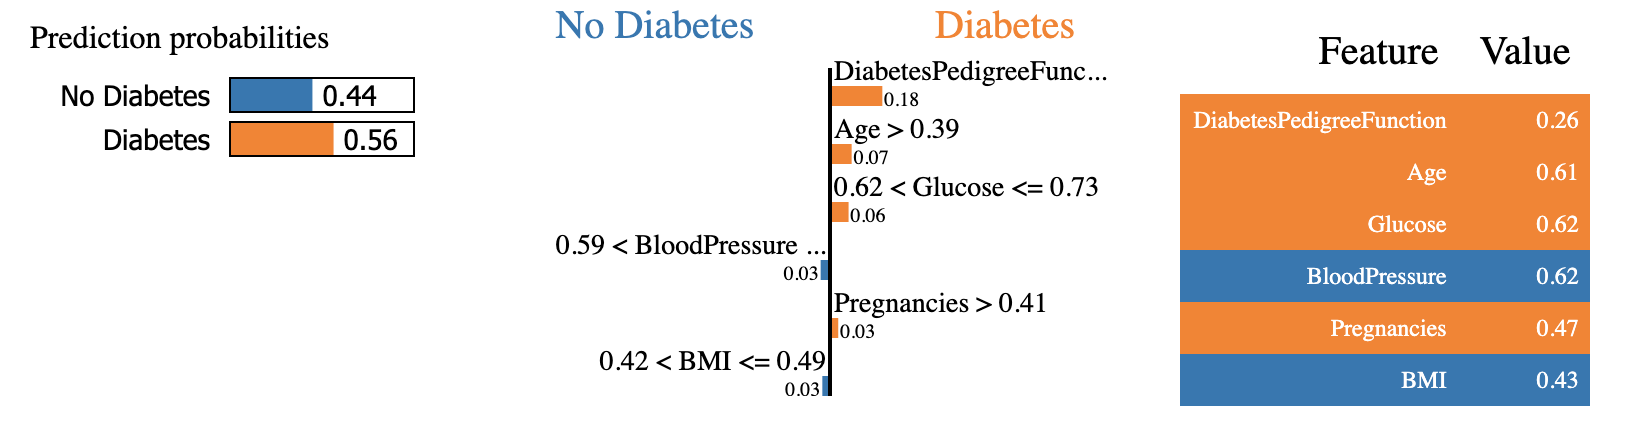 Prediction probabilities
No Diabetes 0.44
Diabetes 0.56
No Diabetes Diabetes
DiabetesPedigreeFunc...
0.18
Age > 0.39
0.07
0.62 < Glucose <= 0.73
0.06
0.59 < BloodPressure ...
0.03
Pregnancies > 0.41
0.03
0.42 < BMI <= 0.49
0.03
Feature Value
DiabetesPedigreeFunction 0.26
Age 0.61
Glucose 0.62
BloodPressure 0.62
Pregnancies 0.47
BMI 0.43